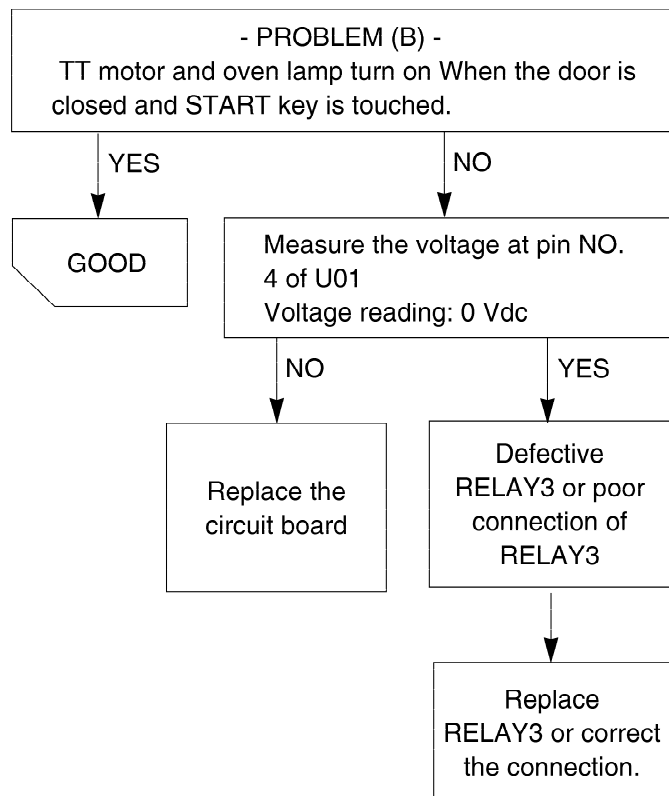 - PROBLEM (B) -
TT motor and oven lamp turn on When the door is
closed and START key is touched.
YES
NO
GOOD
Measure the voltage at pin NO.
4 of U01
Voltage reading: 0 Vdc
NO
YES
Replace the
circuit board
Defective
RELAY3 or poor
connection of
RELAY3
Replace
RELAY3 or correct
the connection.